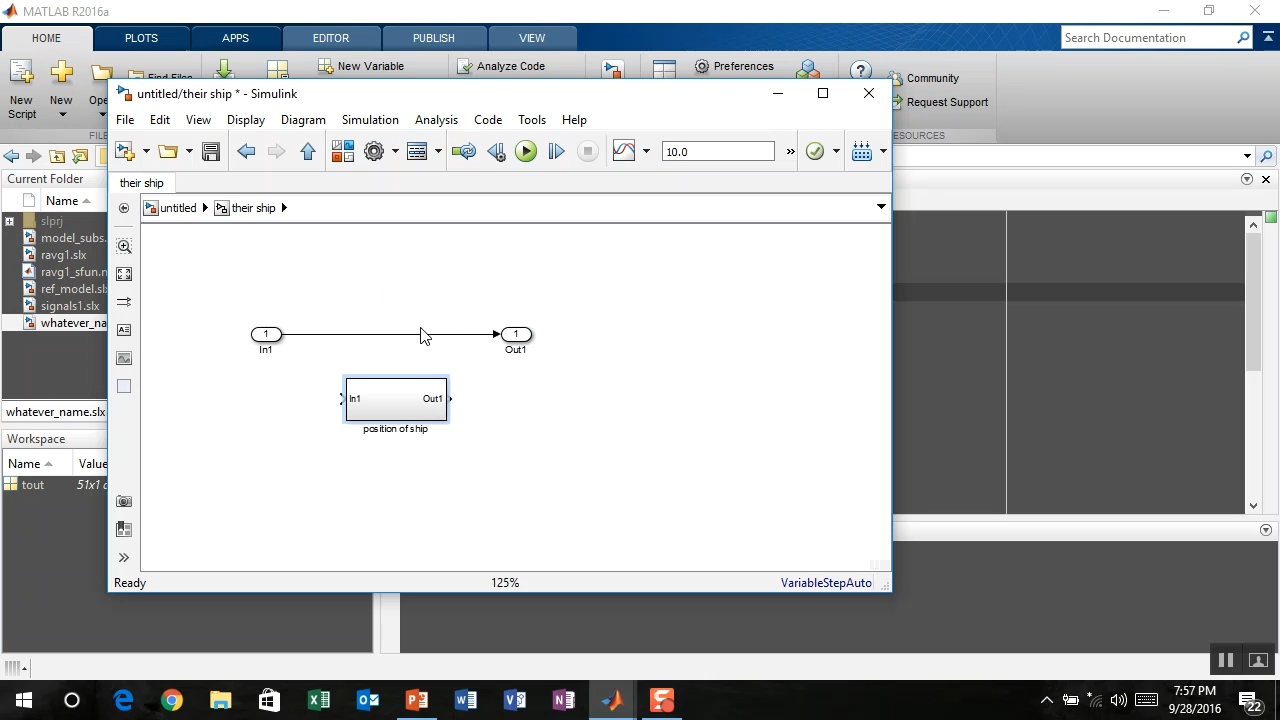 MATLAB R2016a
HOME
PLOTS
APPS
EDITOR
PUBLISH
VIEW
Search Documentation
New Script
New
Find Files
New Variable
Analyze Code
Preferences
Community
Request Support
untitled/their ship * - Simulink
File Edit View Display Diagram Simulation Analysis Code Tools Help
10.0
»
their ship
untitled
their ship
Current Folder
Name
slprj
model_subs.
ravg1.slx
ravg1_sfun.
ref_model.sl
signals1.slx
whatever_na
whatever_name.slx
Workspace
Name
Value
tout
51x1
1
In1
1
Out1
In1
Out1
position of ship
Ready
125%
VariableStepAuto
7:57 PM
9/28/2016
22